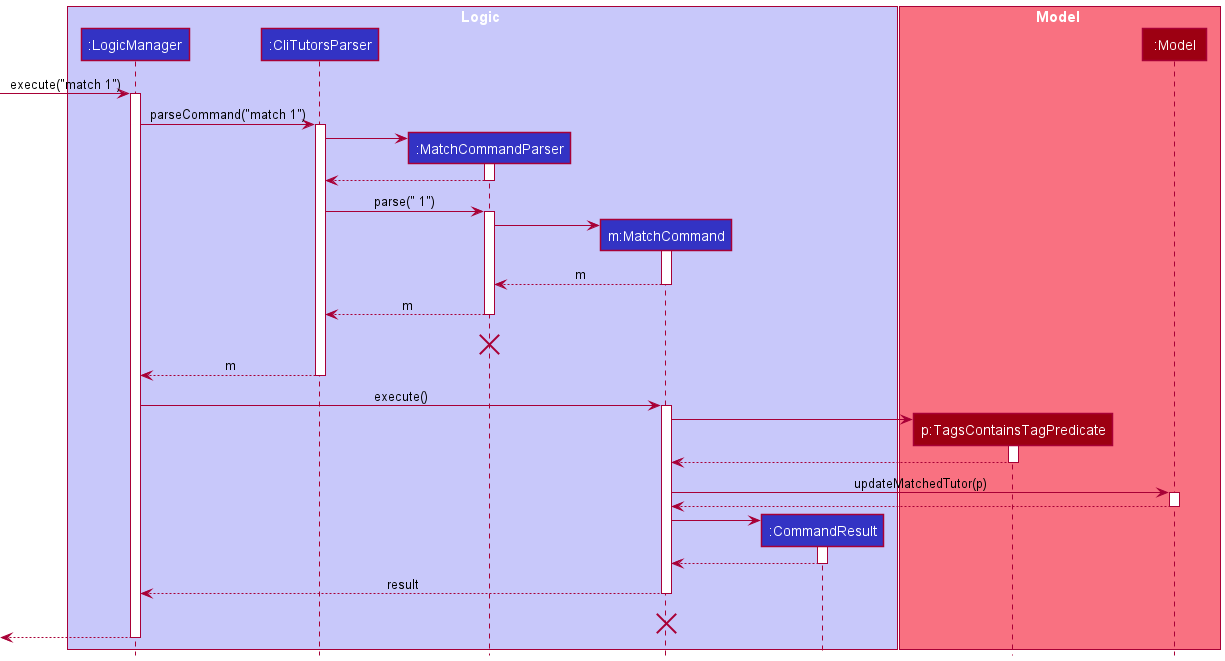 Logic
Model
:LogicManager
:CliTutorsParser
:Model
execute("match 1")
parseCommand("match 1")
:MatchCommandParser
parse(" 1")
m:MatchCommand
m
m
m
execute()
p:TagsContainsTagPredicate
updateMatchedTutor(p)
:CommandResult
result